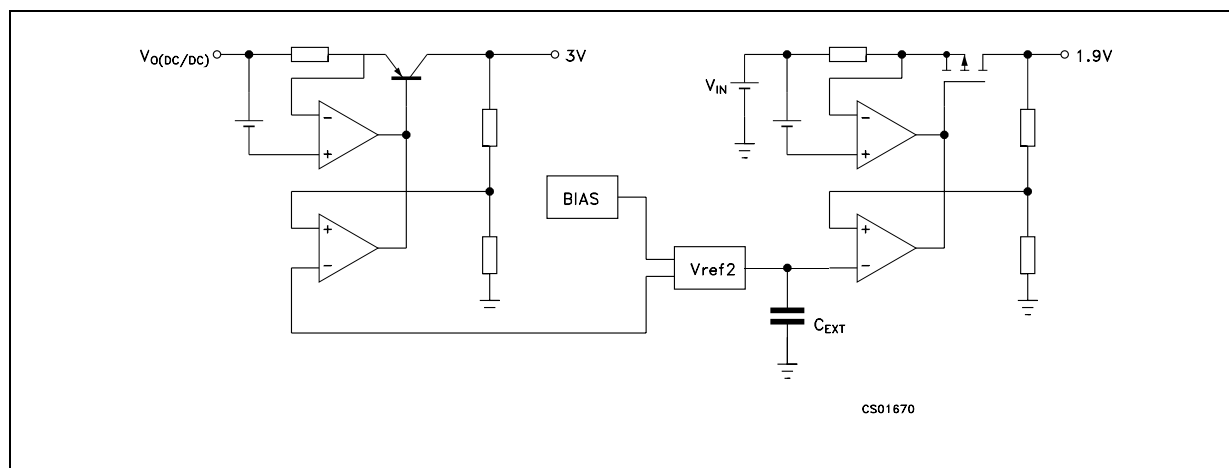 V_O(DC/DC)
3V
1.9V
V_IN
−
+
−
+
BIAS
+
−
Vref2
+
−
C_EXT
CS01670